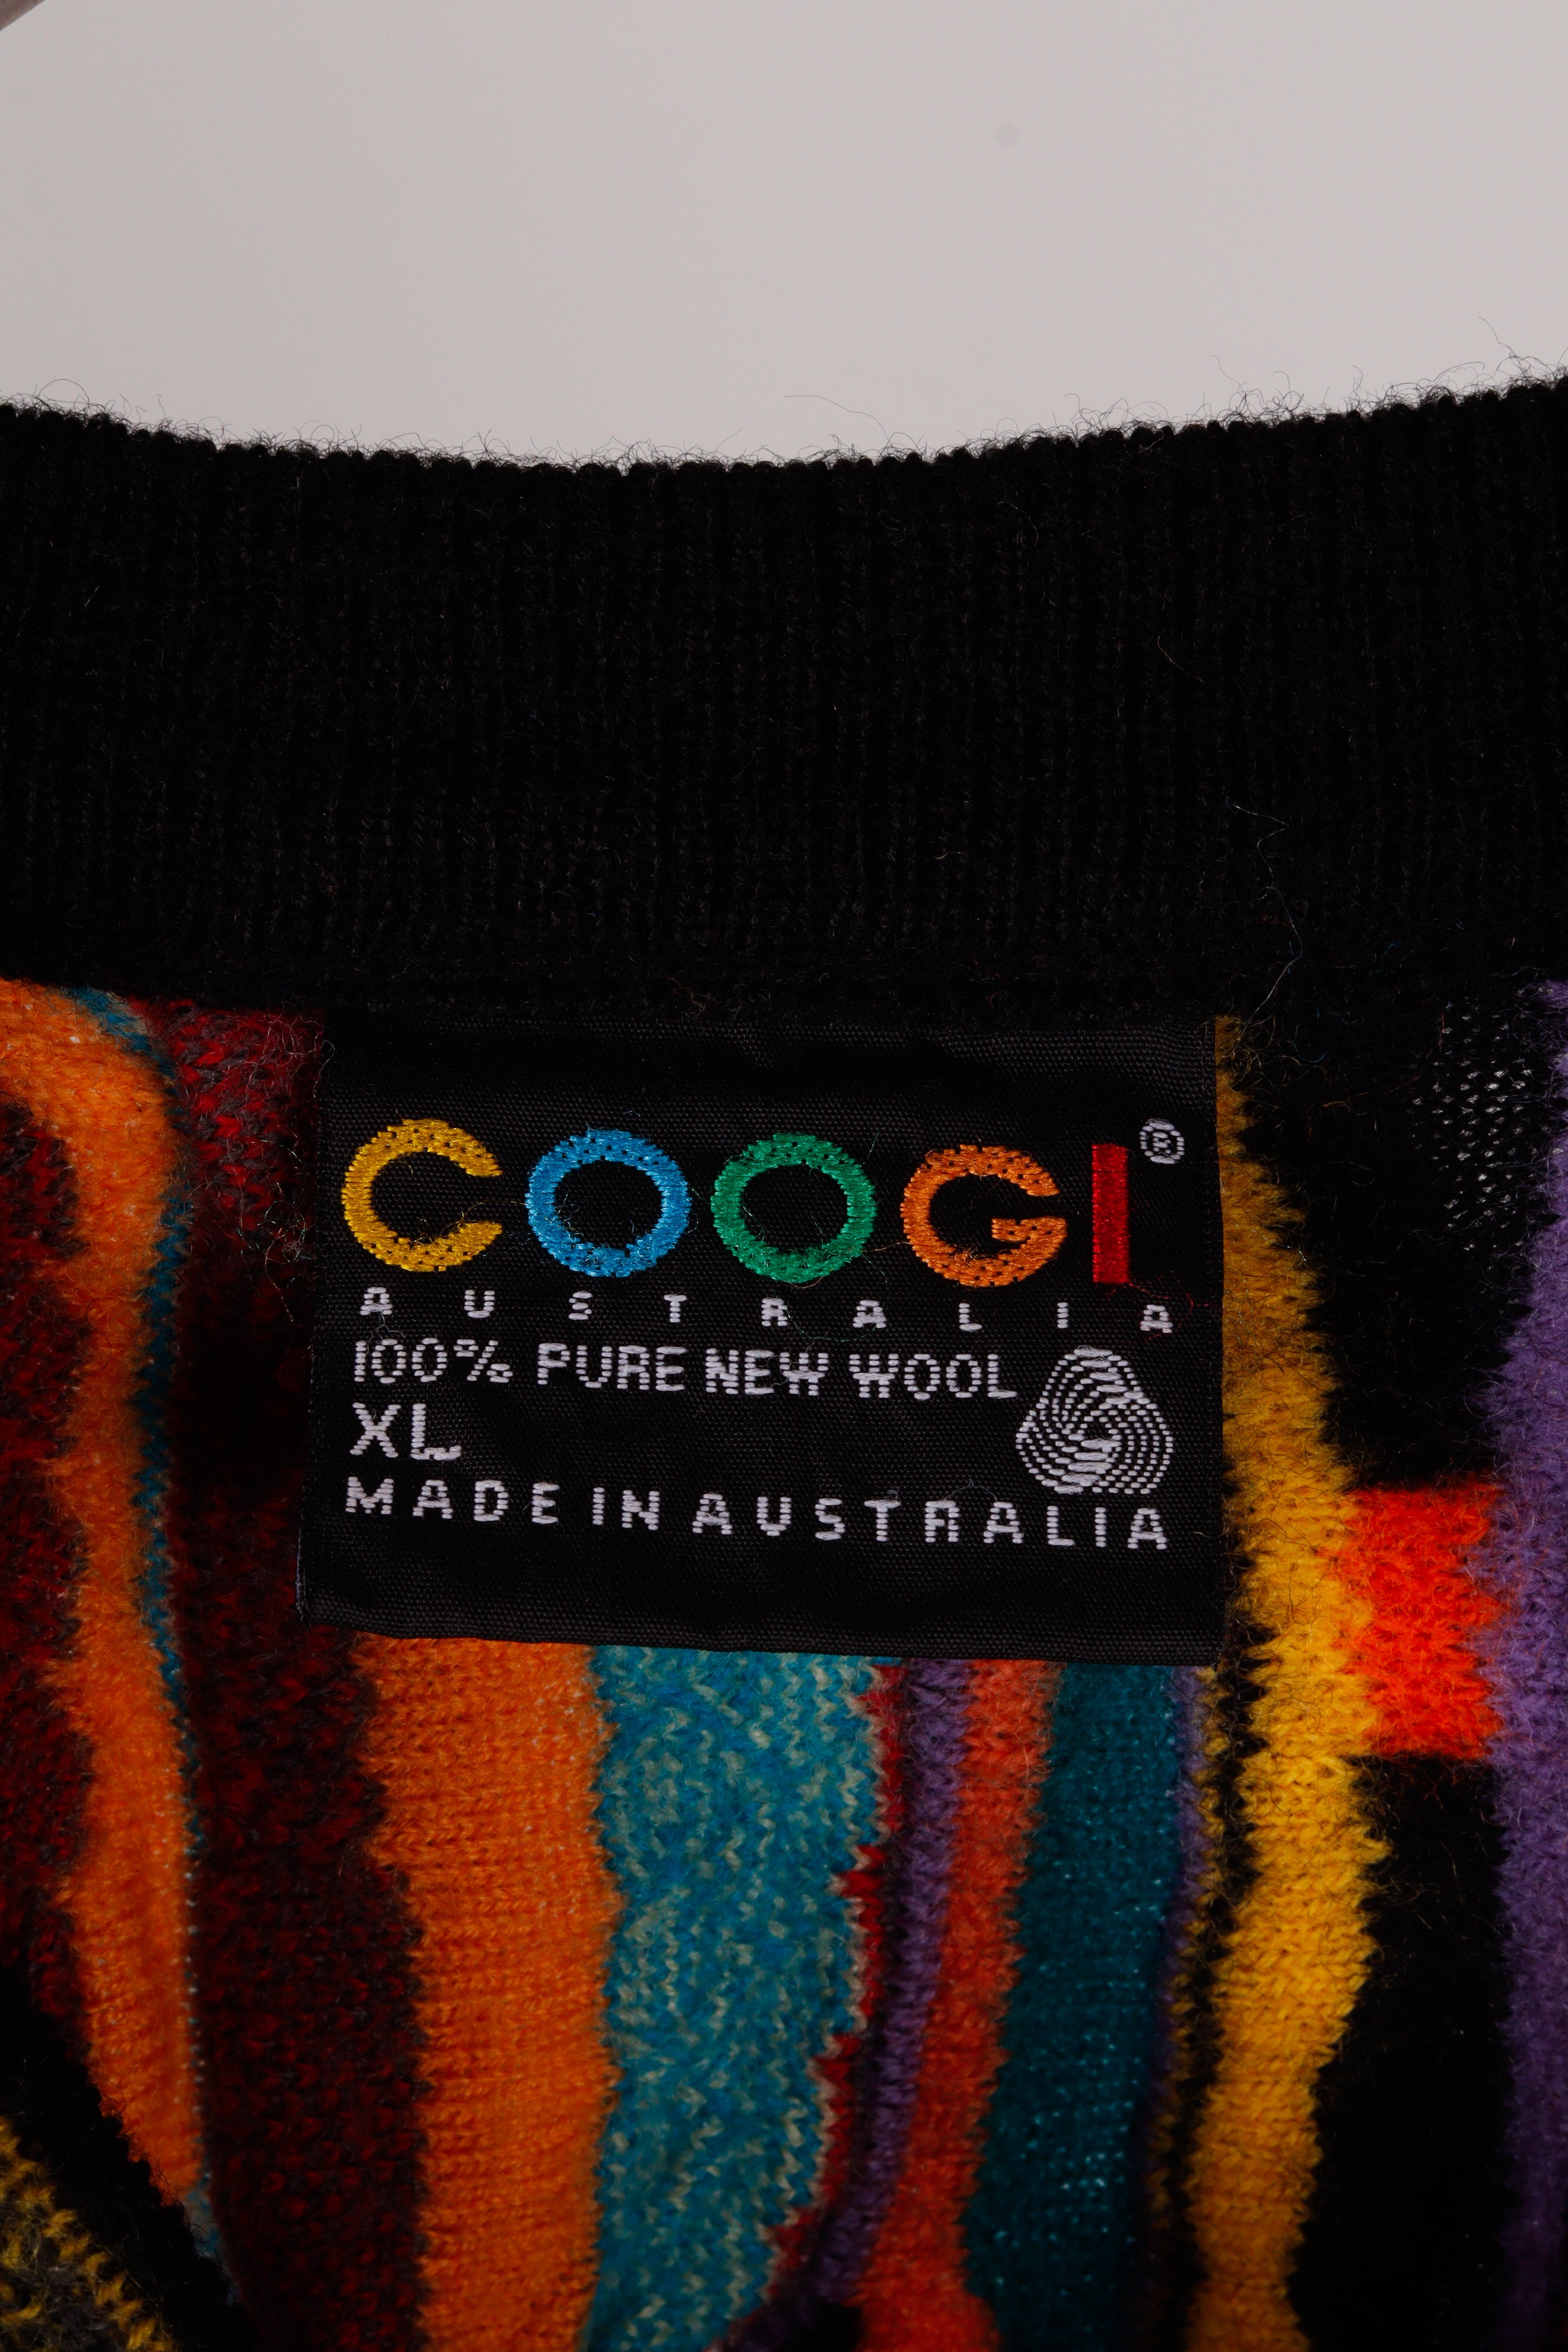 COOGI®
AUSTRALIA
100% PURE NEW WOOL
XL
MADE IN AUSTRALIA